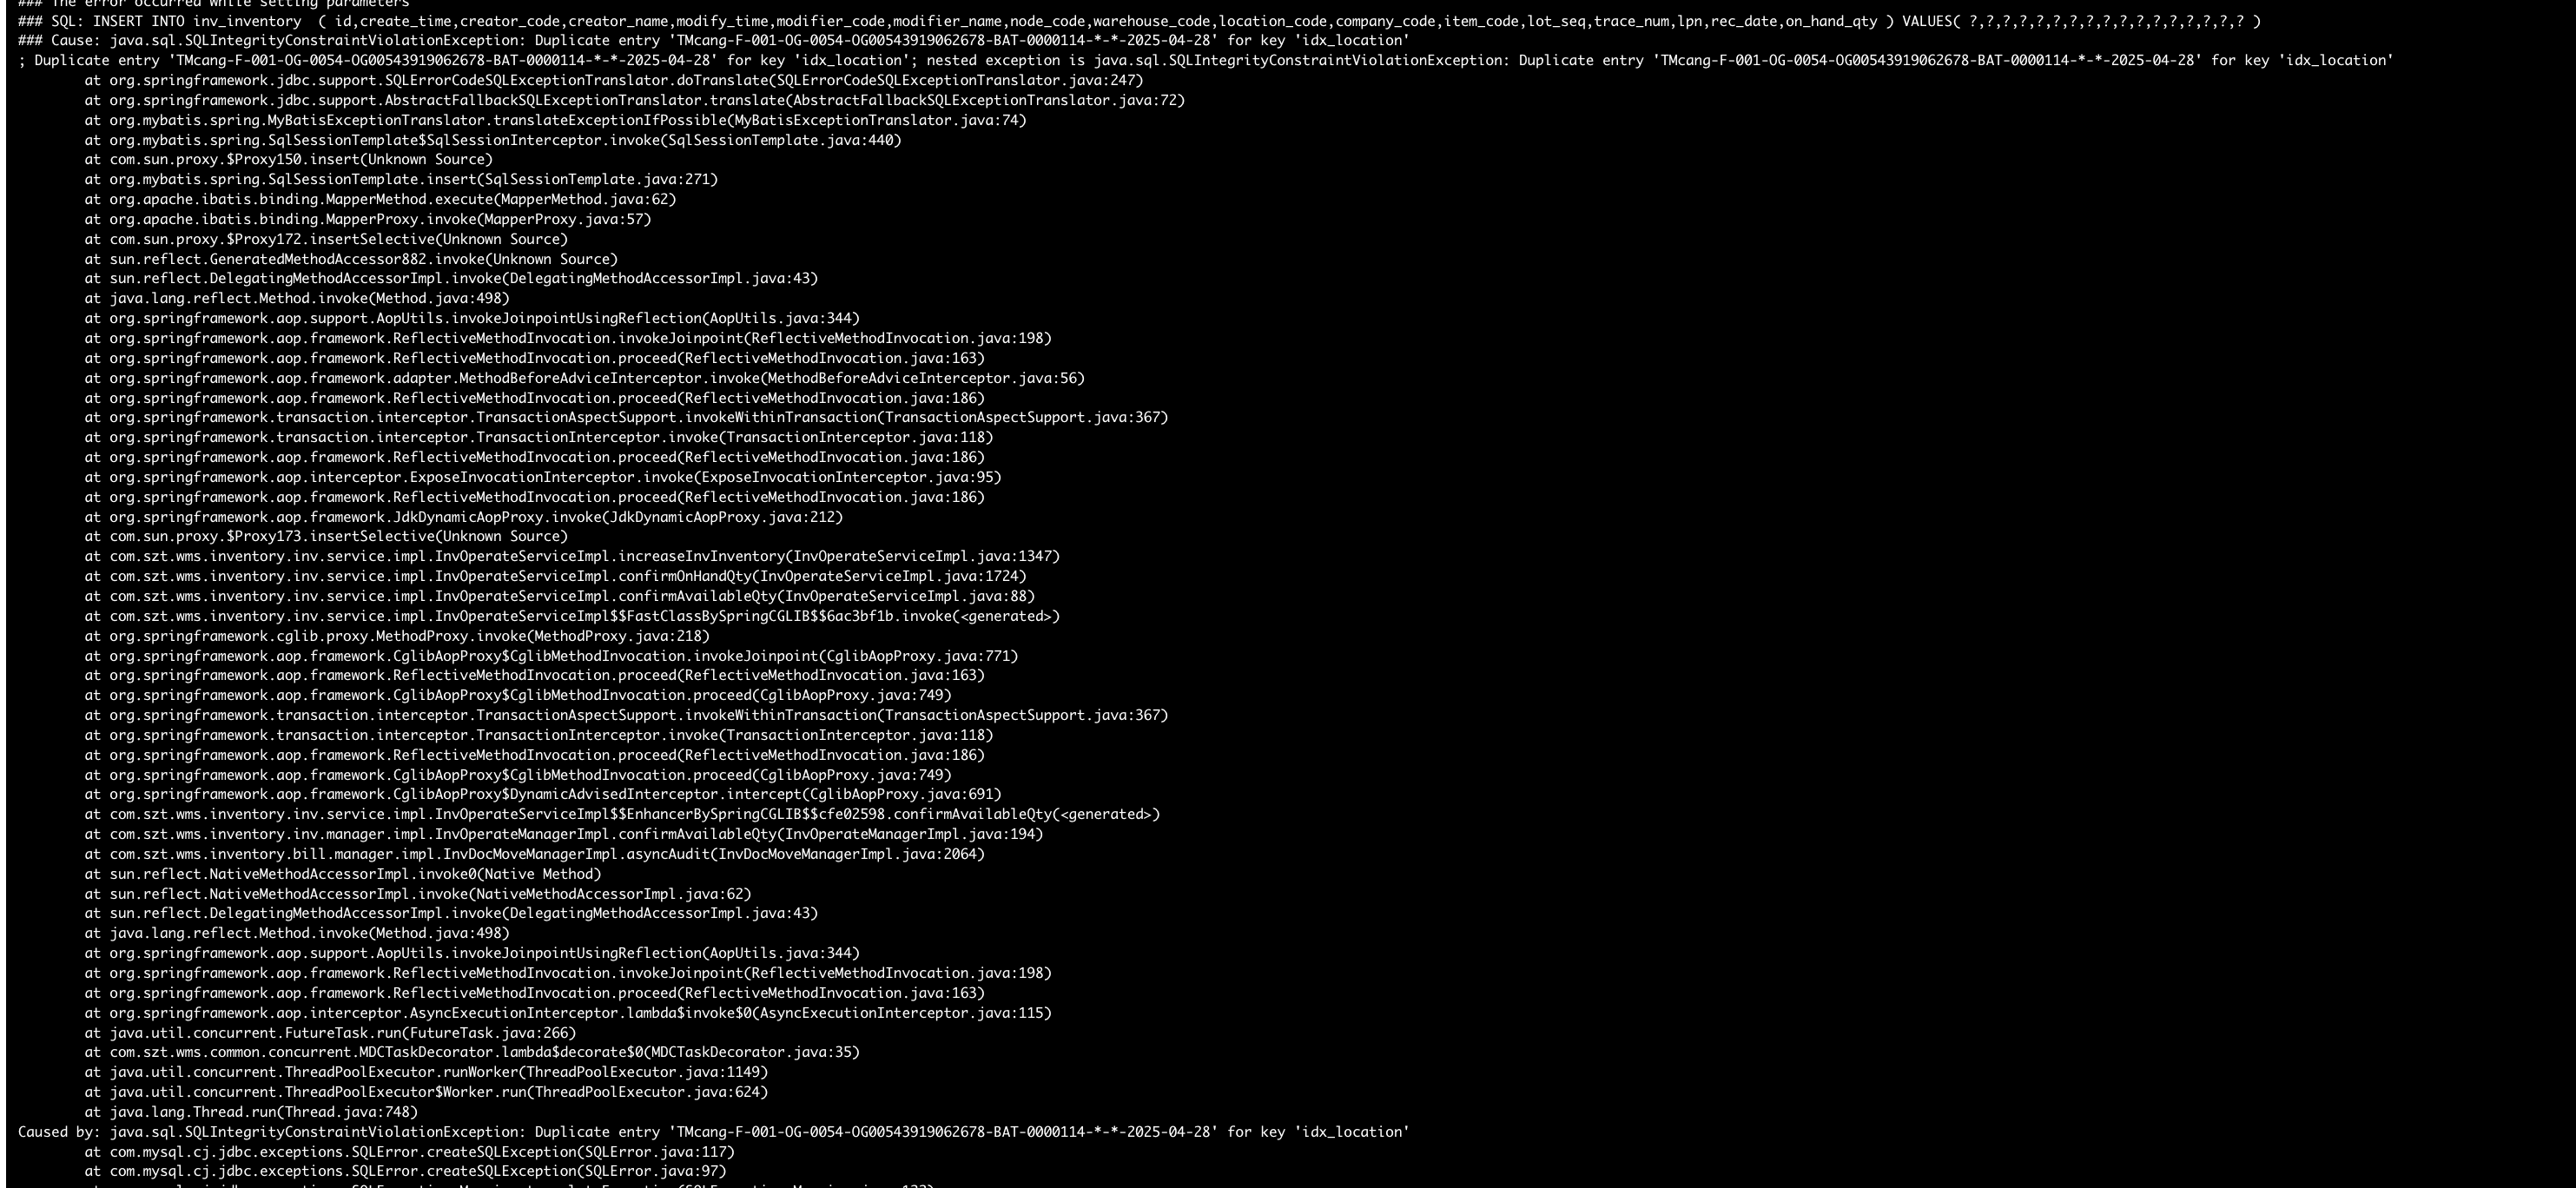 ### The error occurred while setting parameters
### SQL: INSERT INTO inv_inventory  ( id,create_time,creator_code,creator_name,modify_time,modifier_code,modifier_name,node_code,warehouse_code,location_code,company_code,item_code,lot_seq,trace_num,lpn,rec_date,on_hand_qty ) VALUES( ?,?,?,?,?,?,?,?,?,?,?,?,?,?,?,?,? )
### Cause: java.sql.SQLIntegrityConstraintViolationException: Duplicate entry 'TMcang-F-001-OG-0054-OG00543919062678-BAT-0000114-*-*-2025-04-28' for key 'idx_location'
; Duplicate entry 'TMcang-F-001-OG-0054-OG00543919062678-BAT-0000114-*-*-2025-04-28' for key 'idx_location'; nested exception is java.sql.SQLIntegrityConstraintViolationException: Duplicate entry 'TMcang-F-001-OG-0054-OG00543919062678-BAT-0000114-*-*-2025-04-28' for key 'idx_location'
at org.springframework.jdbc.support.SQLErrorCodeSQLExceptionTranslator.doTranslate(SQLErrorCodeSQLExceptionTranslator.java:247)
at org.springframework.jdbc.support.AbstractFallbackSQLExceptionTranslator.translate(AbstractFallbackSQLExceptionTranslator.java:72)
at org.mybatis.spring.MyBatisExceptionTranslator.translateExceptionIfPossible(MyBatisExceptionTranslator.java:74)
at org.mybatis.spring.SqlSessionTemplate$SqlSessionInterceptor.invoke(SqlSessionTemplate.java:440)
at com.sun.proxy.$Proxy150.insert(Unknown Source)
at org.mybatis.spring.SqlSessionTemplate.insert(SqlSessionTemplate.java:271)
at org.apache.ibatis.binding.MapperMethod.execute(MapperMethod.java:62)
at org.apache.ibatis.binding.MapperProxy.invoke(MapperProxy.java:57)
at com.sun.proxy.$Proxy172.insertSelective(Unknown Source)
at sun.reflect.GeneratedMethodAccessor882.invoke(Unknown Source)
at sun.reflect.DelegatingMethodAccessorImpl.invoke(DelegatingMethodAccessorImpl.java:43)
at java.lang.reflect.Method.invoke(Method.java:498)
at org.springframework.aop.support.AopUtils.invokeJoinpointUsingReflection(AopUtils.java:344)
at org.springframework.aop.framework.ReflectiveMethodInvocation.invokeJoinpoint(ReflectiveMethodInvocation.java:198)
at org.springframework.aop.framework.ReflectiveMethodInvocation.proceed(ReflectiveMethodInvocation.java:163)
at org.springframework.aop.framework.adapter.MethodBeforeAdviceInterceptor.invoke(MethodBeforeAdviceInterceptor.java:56)
at org.springframework.aop.framework.ReflectiveMethodInvocation.proceed(ReflectiveMethodInvocation.java:186)
at org.springframework.transaction.interceptor.TransactionAspectSupport.invokeWithinTransaction(TransactionAspectSupport.java:367)
at org.springframework.transaction.interceptor.TransactionInterceptor.invoke(TransactionInterceptor.java:118)
at org.springframework.aop.framework.ReflectiveMethodInvocation.proceed(ReflectiveMethodInvocation.java:186)
at org.springframework.aop.interceptor.ExposeInvocationInterceptor.invoke(ExposeInvocationInterceptor.java:95)
at org.springframework.aop.framework.ReflectiveMethodInvocation.proceed(ReflectiveMethodInvocation.java:186)
at org.springframework.aop.framework.JdkDynamicAopProxy.invoke(JdkDynamicAopProxy.java:212)
at com.sun.proxy.$Proxy173.insertSelective(Unknown Source)
at com.szt.wms.inventory.inv.service.impl.InvOperateServiceImpl.increaseInvInventory(InvOperateServiceImpl.java:1347)
at com.szt.wms.inventory.inv.service.impl.InvOperateServiceImpl.confirmOnHandQty(InvOperateServiceImpl.java:1724)
at com.szt.wms.inventory.inv.service.impl.InvOperateServiceImpl.confirmAvailableQty(InvOperateServiceImpl.java:88)
at com.szt.wms.inventory.inv.service.impl.InvOperateServiceImpl$$FastClassBySpringCGLIB$$6ac3bf1b.invoke(<generated>)
at org.springframework.cglib.proxy.MethodProxy.invoke(MethodProxy.java:218)
at org.springframework.aop.framework.CglibAopProxy$CglibMethodInvocation.invokeJoinpoint(CglibAopProxy.java:771)
at org.springframework.aop.framework.ReflectiveMethodInvocation.proceed(ReflectiveMethodInvocation.java:163)
at org.springframework.aop.framework.CglibAopProxy$CglibMethodInvocation.proceed(CglibAopProxy.java:749)
at org.springframework.transaction.interceptor.TransactionAspectSupport.invokeWithinTransaction(TransactionAspectSupport.java:367)
at org.springframework.transaction.interceptor.TransactionInterceptor.invoke(TransactionInterceptor.java:118)
at org.springframework.aop.framework.ReflectiveMethodInvocation.proceed(ReflectiveMethodInvocation.java:186)
at org.springframework.aop.framework.CglibAopProxy$CglibMethodInvocation.proceed(CglibAopProxy.java:749)
at org.springframework.aop.framework.CglibAopProxy$DynamicAdvisedInterceptor.intercept(CglibAopProxy.java:691)
at com.szt.wms.inventory.inv.service.impl.InvOperateServiceImpl$$EnhancerBySpringCGLIB$$cfe02598.confirmAvailableQty(<generated>)
at com.szt.wms.inventory.inv.manager.impl.InvOperateManagerImpl.confirmAvailableQty(InvOperateManagerImpl.java:194)
at com.szt.wms.inventory.bill.manager.impl.InvDocMoveManagerImpl.asyncAudit(InvDocMoveManagerImpl.java:2064)
at sun.reflect.NativeMethodAccessorImpl.invoke0(Native Method)
at sun.reflect.NativeMethodAccessorImpl.invoke(NativeMethodAccessorImpl.java:62)
at sun.reflect.DelegatingMethodAccessorImpl.invoke(DelegatingMethodAccessorImpl.java:43)
at java.lang.reflect.Method.invoke(Method.java:498)
at org.springframework.aop.support.AopUtils.invokeJoinpointUsingReflection(AopUtils.java:344)
at org.springframework.aop.framework.ReflectiveMethodInvocation.invokeJoinpoint(ReflectiveMethodInvocation.java:198)
at org.springframework.aop.framework.ReflectiveMethodInvocation.proceed(ReflectiveMethodInvocation.java:163)
at org.springframework.aop.interceptor.AsyncExecutionInterceptor.lambda$invoke$0(AsyncExecutionInterceptor.java:115)
at java.util.concurrent.FutureTask.run(FutureTask.java:266)
at com.szt.wms.common.concurrent.MDCTaskDecorator.lambda$decorate$0(MDCTaskDecorator.java:35)
at java.util.concurrent.ThreadPoolExecutor.runWorker(ThreadPoolExecutor.java:1149)
at java.util.concurrent.ThreadPoolExecutor$Worker.run(ThreadPoolExecutor.java:624)
at java.lang.Thread.run(Thread.java:748)
Caused by: java.sql.SQLIntegrityConstraintViolationException: Duplicate entry 'TMcang-F-001-OG-0054-OG00543919062678-BAT-0000114-*-*-2025-04-28' for key 'idx_location'
at com.mysql.cj.jdbc.exceptions.SQLError.createSQLException(SQLError.java:117)
at com.mysql.cj.jdbc.exceptions.SQLError.createSQLException(SQLError.java:97)